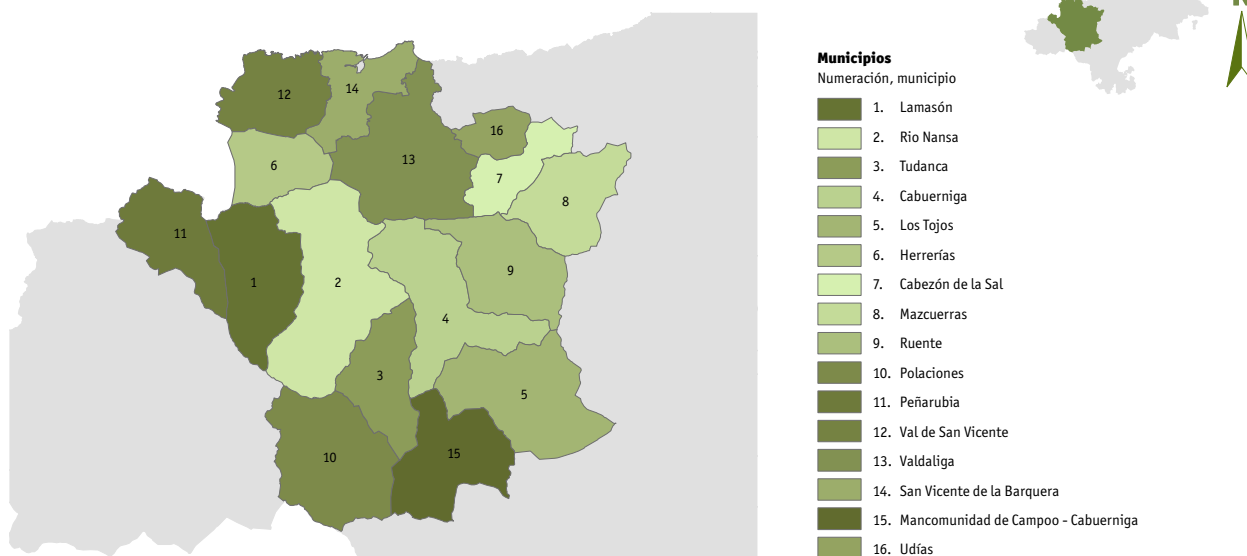 N
12
14
16
13
6
7
8
11
9
1
2
4
3
5
15
10
Municipios
Numeración, municipio
1. Lamasón
2. Rio Nansa
3. Tudanca
4. Cabuerniga
5. Los Tojos
6. Herrerías
7. Cabezón de la Sal
8. Mazcuerras
9. Ruente
10. Polaciones
11. Peñarubia
12. Val de San Vicente
13. Valdaliga
14. San Vicente de la Barquera
15. Mancomunidad de Campoo - Cabuerniga
16. Udías